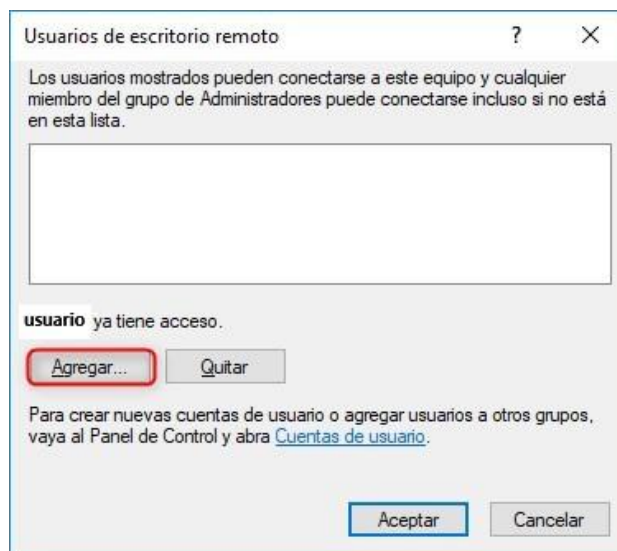 Usuarios de escritorio remoto
Los usuarios mostrados pueden conectarse a este equipo y cualquier
miembro del grupo de Administradores puede conectarse incluso si no está
en esta lista.
usuario ya tiene acceso.
Agregar... Quitar
Para crear nuevas cuentas de usuario o agregar usuarios a otros grupos,
vaya al Panel de Control y abra Cuentas de usuario.
Aceptar Cancelar